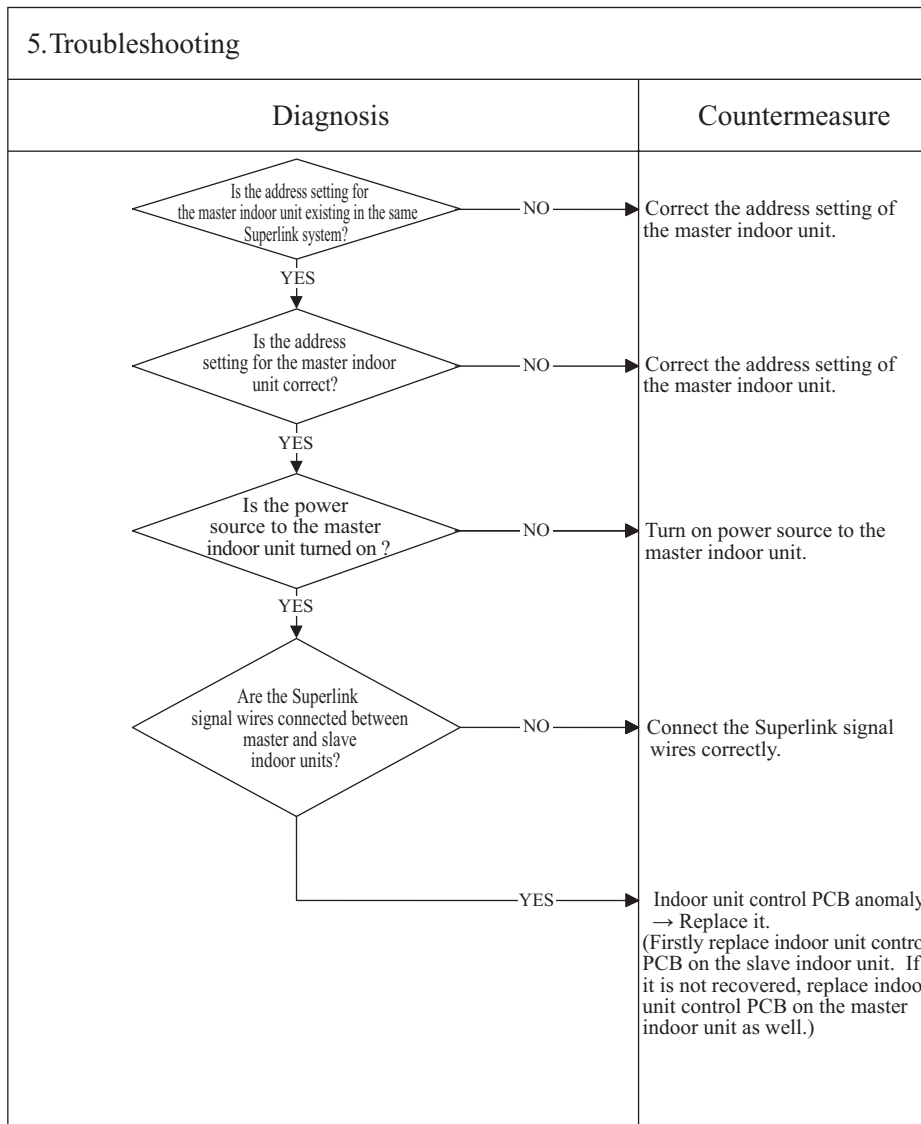 5.Troubleshooting
Diagnosis
Countermeasure
Is the address setting for
the master indoor unit existing in the same
Superlink system?
NO
Correct the address setting of
the master indoor unit.
YES
Is the address
setting for the master indoor
unit correct?
NO
Correct the address setting of
the master indoor unit.
YES
Is the power
source to the master
indoor unit turned on ?
NO
Turn on power source to the
master indoor unit.
YES
Are the Superlink
signal wires connected between
master and slave
indoor units?
NO
Connect the Superlink signal
wires correctly.
YES
Indoor unit control PCB anomaly
→ Replace it.
(Firstly replace indoor unit contro
PCB on the slave indoor unit. If
it is not recovered, replace indoo
unit control PCB on the master
indoor unit as well.)